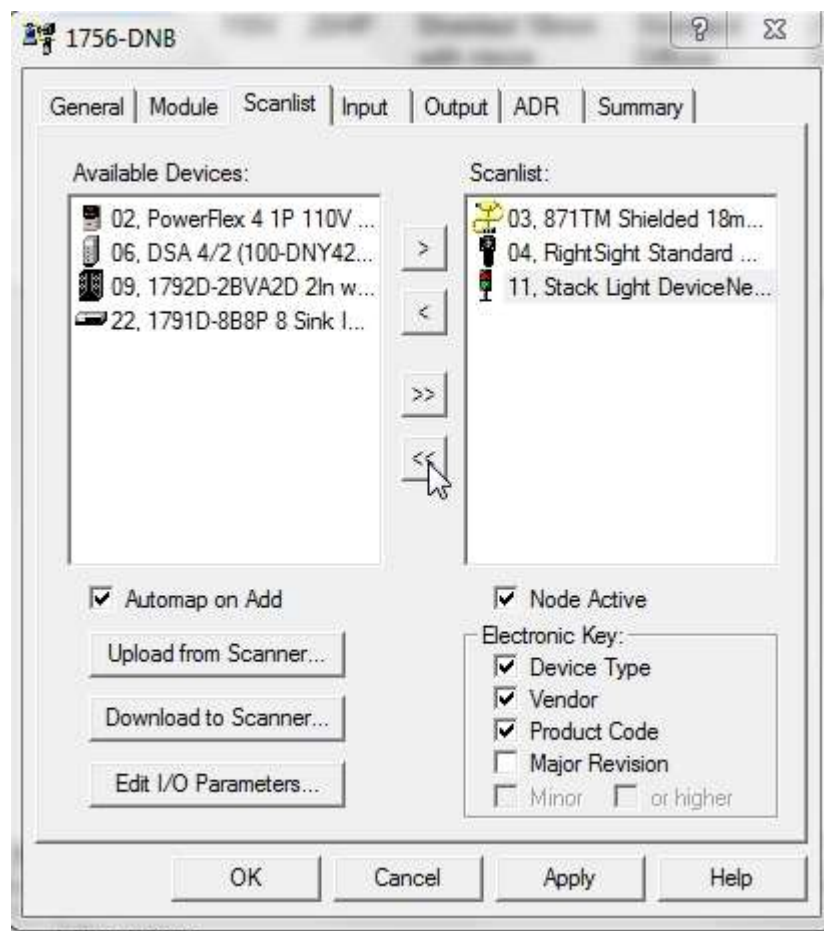 1756-DNB
General Module Scanlist Input Output ADR Summary
Available Devices:
02, PowerFlex 4 1P 110V ...
06, DSA 4/2 (100-DNY42...
09, 1792D-2BVA2D 2In w...
22, 1791D-8B8P 8 Sink I...
>
<
>>
<<
Scanlist:
03, 871TM Shielded 18m...
04, RightSight Standard ...
11, Stack Light DeviceNe...
Automap on Add
Upload from Scanner...
Download to Scanner...
Edit I/O Parameters...
Node Active
Electronic Key:
Device Type
Vendor
Product Code
Major Revision
Minor or higher
OK Cancel Apply Help